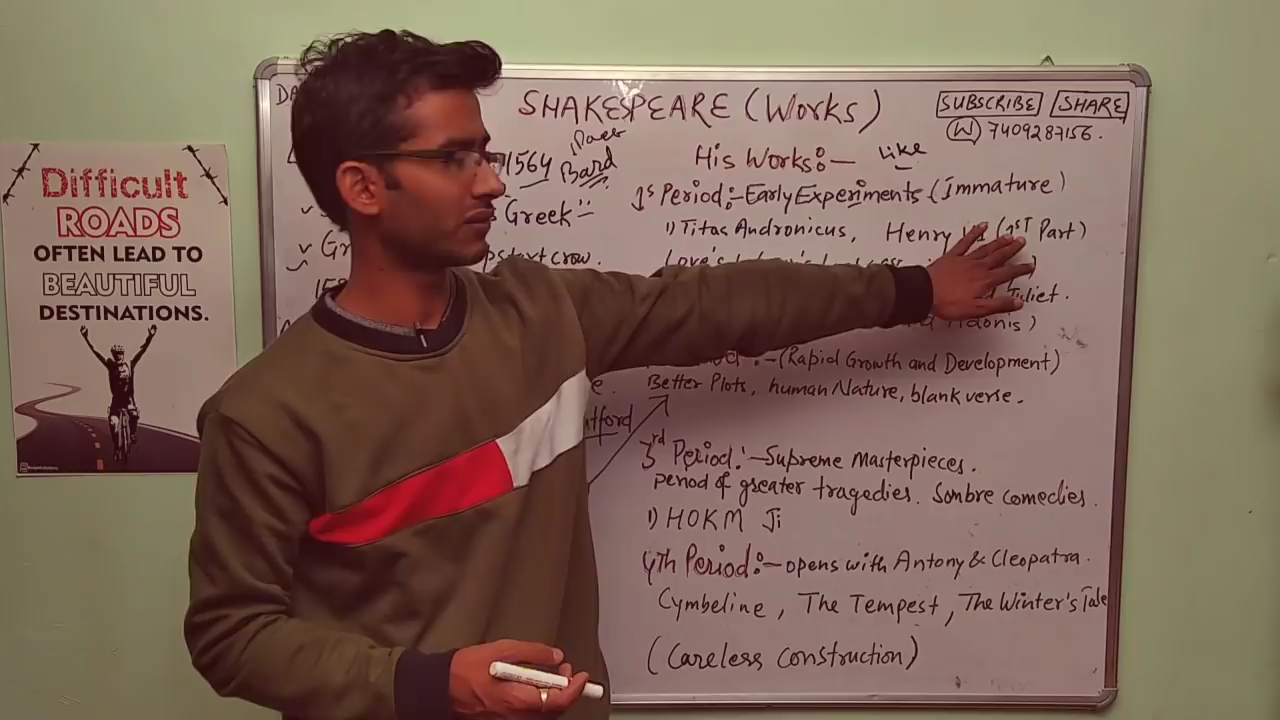 Difficult
ROADS
OFTEN LEAD TO
BEAUTIFUL
DESTINATIONS.
SHAKESPEARE (Works)
SUBSCRIBE SHARE
W 7409287156.
1564 Bard
Greek
upstart crow.
His Works:— Like
1st Period:-Early Experiments (Immature)
1) Titas Andronicus, Henry (1ST Part)
Love's
Juliet.
Adonis)
:-(Rapid Growth and Development)
Better Plots, human Nature, blank verse.
3rd Period:-Supreme Masterpieces.
period of greater tragedies. Sombre comedies.
1) HOKM Ji
4Th Period:-opens with Antony & Cleopatra.
Cymbeline, The Tempest, The Winter's Tale
(Careless Construction)